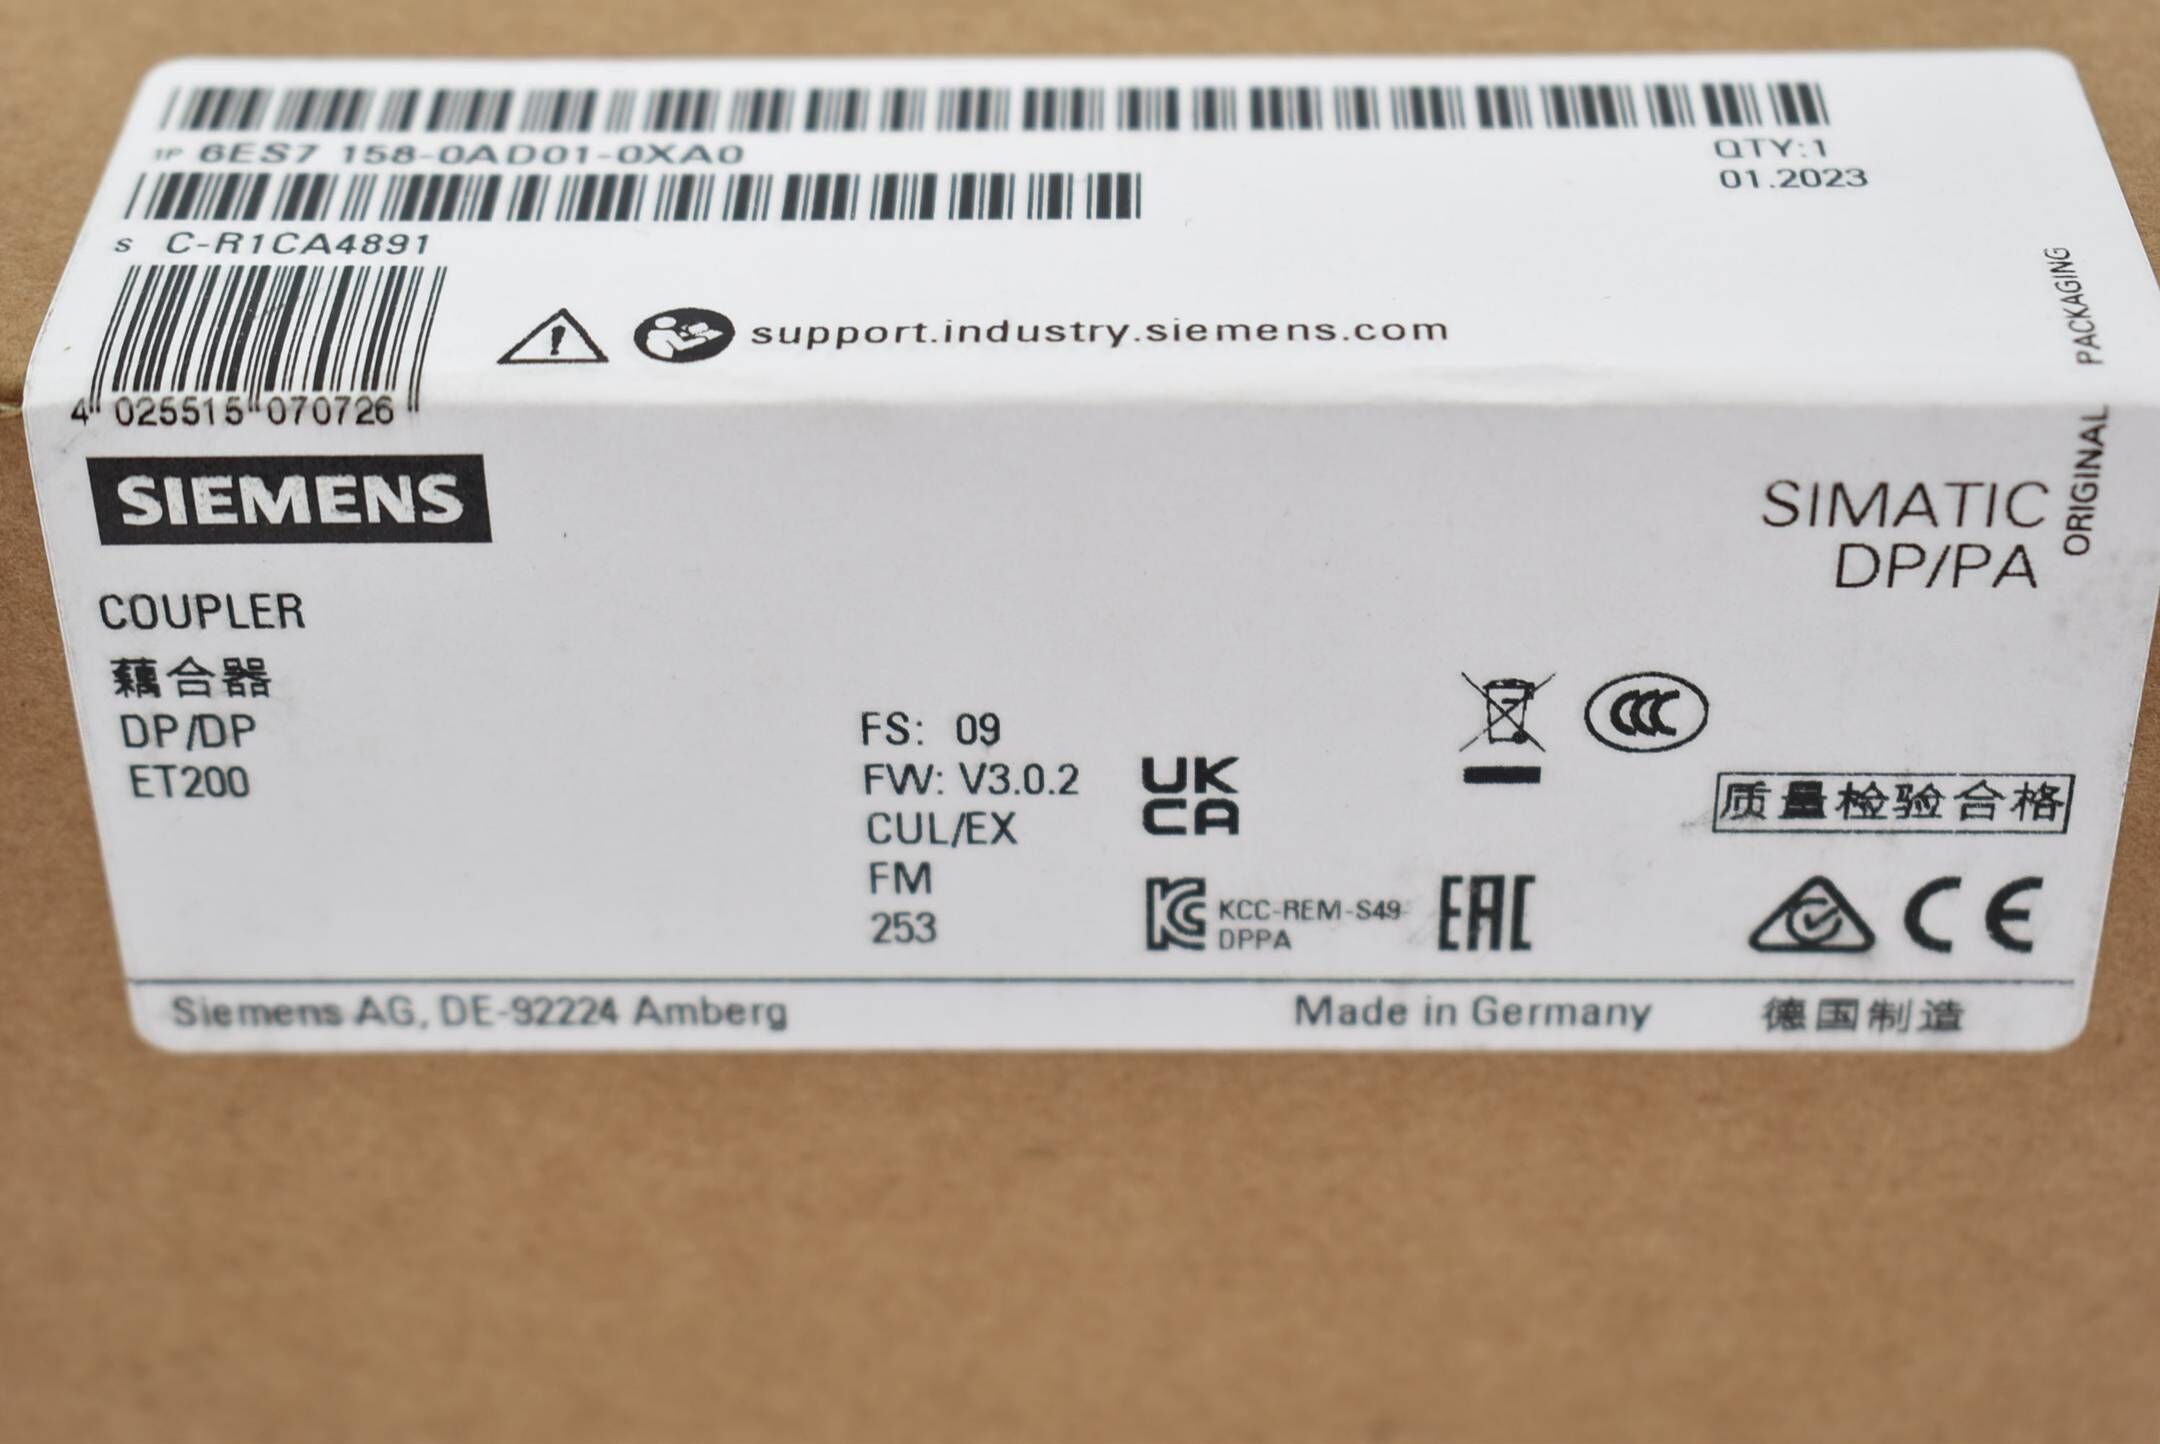 1P 6ES7 158-0AD01-0XA0
QTY:1
01.2023
S C-R1CA4891
4 025515 070726
support.industry.siemens.com
ORIGINAL PACKAGING
SIEMENS
SIMATIC
DP/PA
COUPLER
藕合器
DP/DP
ET200
FS: 09
FW: V3.0.2
CUL/EX
FM
253
UK
CA
CCC
质量检验合格
KC
KCC-REM-S49-
DPPA
EAC
CE
Siemens AG, DE-92224 Amberg
Made in Germany
德国制造